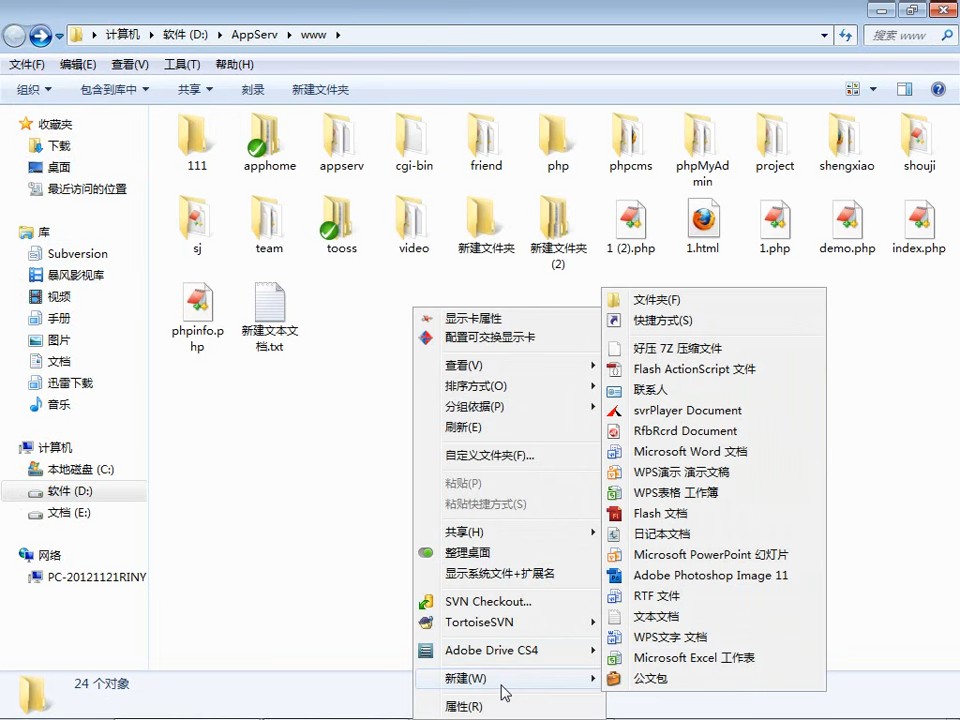 计算机 软件 (D:) AppServ www
搜索 www
文件(F) 编辑(E) 查看(V) 工具(T) 帮助(H)
组织 包含到库中 共享 刻录 新建文件夹
收藏夹
下载
桌面
最近访问的位置
库
Subversion
暴风影视库
视频
手册
图片
文档
迅雷下载
音乐
计算机
本地磁盘 (C:)
软件 (D:)
文档 (E:)
网络
PC-20121121RINY
111
apphome
appserv
cgi-bin
friend
php
phpcms
phpMyAd
min
project
shengxiao
shouji
sj
team
tooss
video
新建文件夹
新建文件夹
(2)
1 (2).php
1.html
1.php
demo.php
index.php
phpinfo.p
hp
新建文本文
档.txt
显示卡属性
配置可交换显示卡
查看(V)
排序方式(O)
分组依据(P)
刷新(E)
自定义文件夹(F)...
粘贴(P)
粘贴快捷方式(S)
共享(H)
整理桌面
显示系统文件+扩展名
SVN Checkout...
TortoiseSVN
Adobe Drive CS4
新建(W)
属性(R)
文件夹(F)
快捷方式(S)
好压 7Z 压缩文件
Flash ActionScript 文件
联系人
svrPlayer Document
RfbRcrd Document
Microsoft Word 文档
WPS演示 演示文稿
WPS表格 工作簿
Flash 文档
日记本文档
Microsoft PowerPoint 幻灯片
Adobe Photoshop Image 11
RTF 文件
文本文档
WPS文字 文档
Microsoft Excel 工作表
公文包
24 个对象